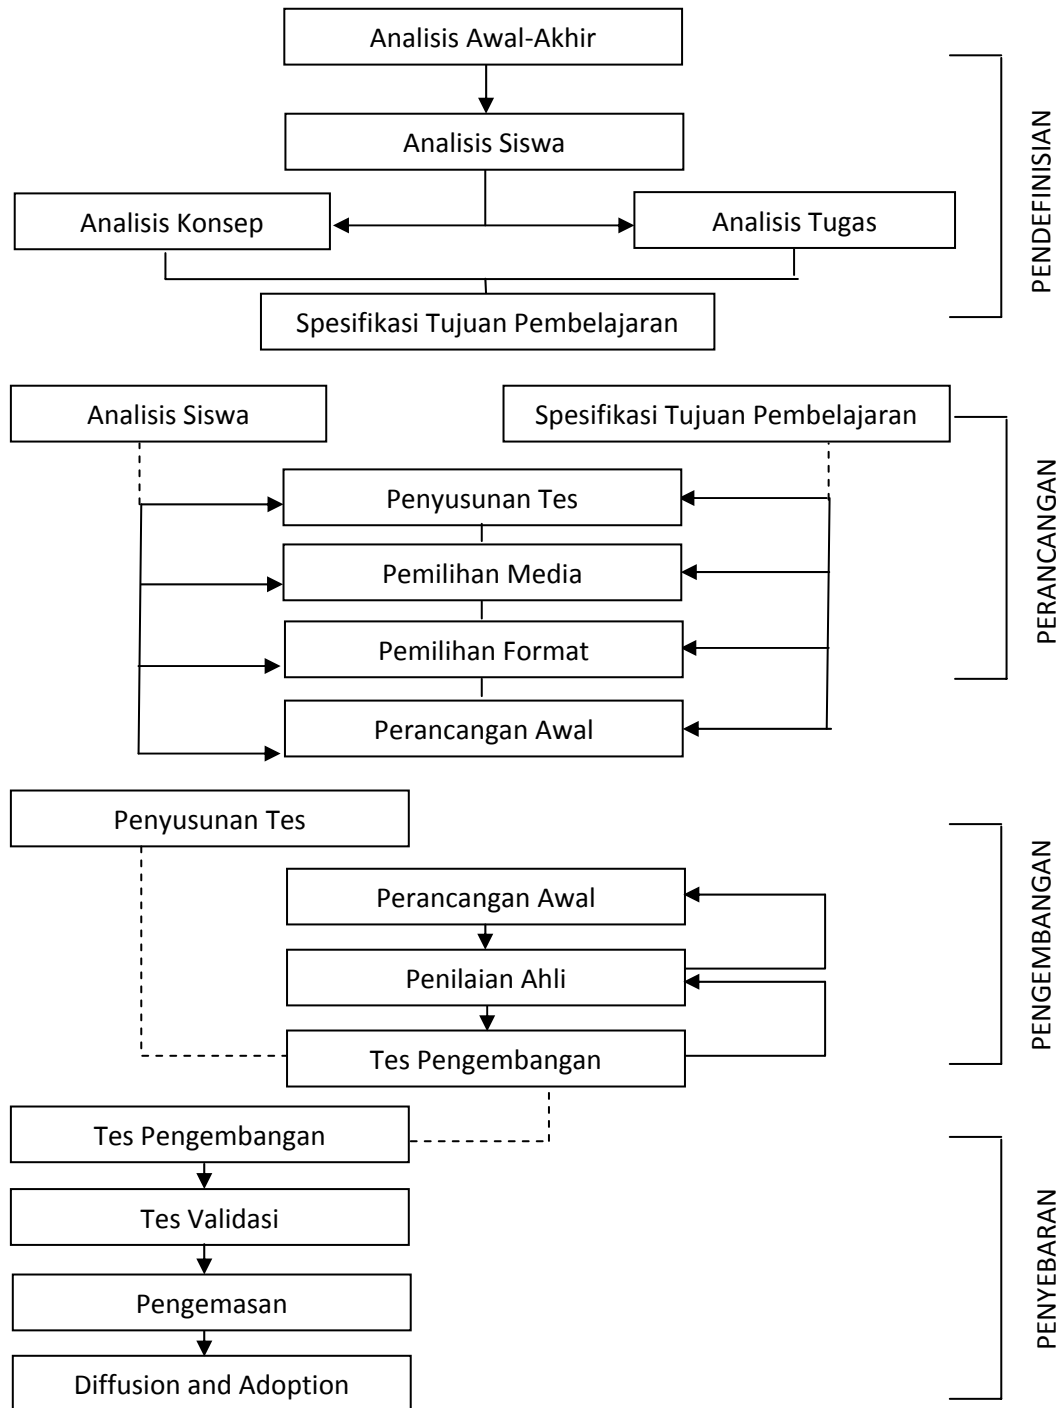 Analisis Awal-Akhir
Analisis Siswa
Analisis Konsep
Analisis Tugas
Spesifikasi Tujuan Pembelajaran
PENDEFINISIAN
Analisis Siswa
Spesifikasi Tujuan Pembelajaran
Penyusunan Tes
Pemilihan Media
Pemilihan Format
Perancangan Awal
PERANCANGAN
Penyusunan Tes
Perancangan Awal
Penilaian Ahli
Tes Pengembangan
PENGEMBANGAN
Tes Pengembangan
Tes Validasi
Pengemasan
Diffusion and Adoption
PENYEBARAN